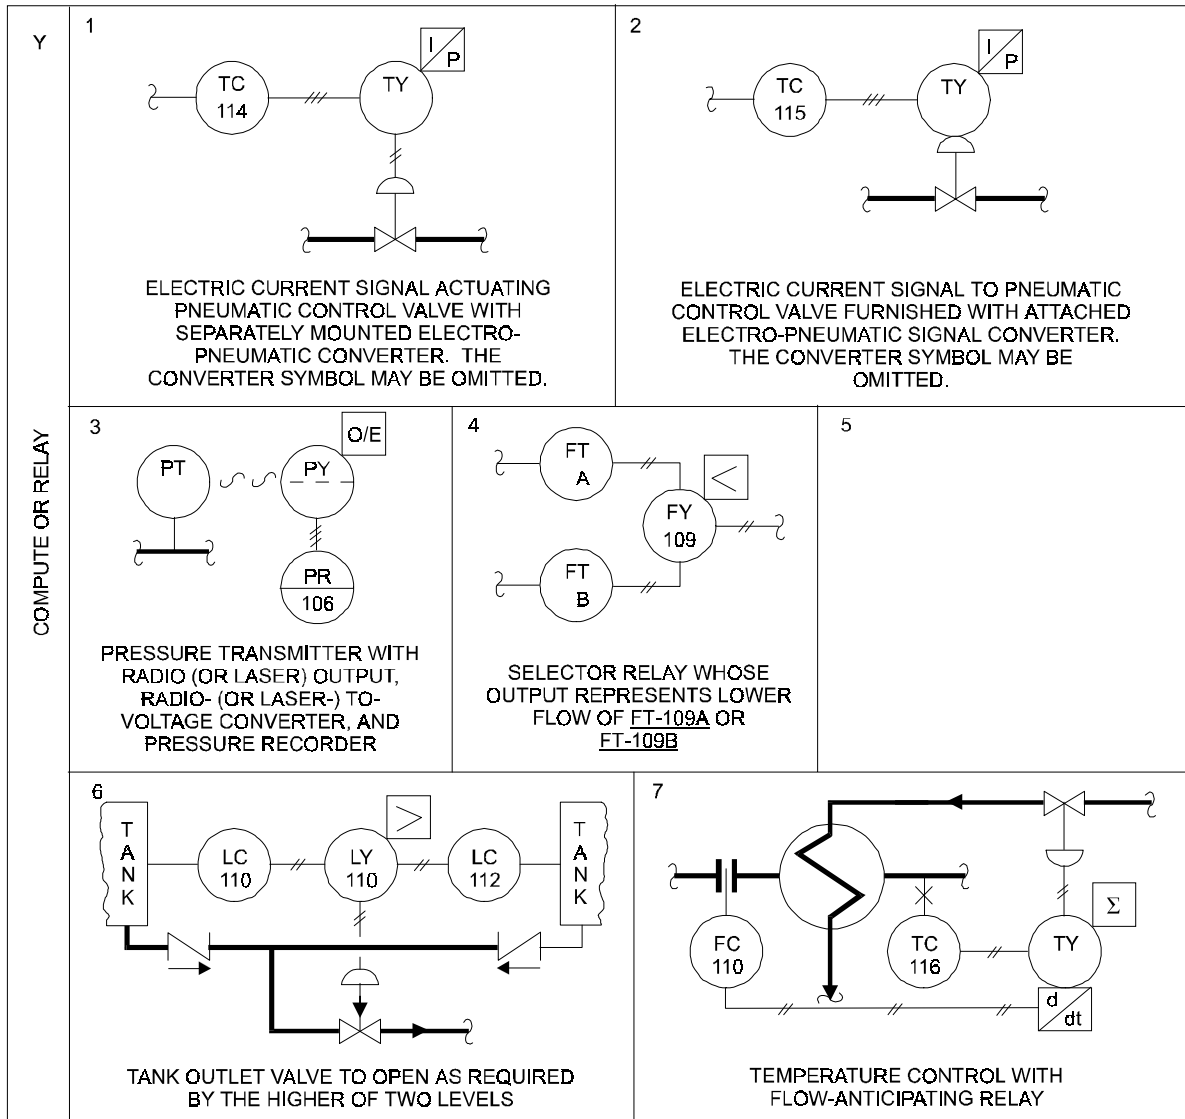 Y
COMPUTE OR RELAY
1
I
P
TC
114
TY
ELECTRIC CURRENT SIGNAL ACTUATING
PNEUMATIC CONTROL VALVE WITH
SEPARATELY MOUNTED ELECTRO-
PNEUMATIC CONVERTER. THE
CONVERTER SYMBOL MAY BE OMITTED.
2
I
P
TC
115
TY
ELECTRIC CURRENT SIGNAL TO PNEUMATIC
CONTROL VALVE FURNISHED WITH ATTACHED
ELECTRO-PNEUMATIC SIGNAL CONVERTER.
THE CONVERTER SYMBOL MAY BE
OMITTED.
3
O/E
PT
PY
PR
106
PRESSURE TRANSMITTER WITH
RADIO (OR LASER) OUTPUT,
RADIO- (OR LASER-) TO-
VOLTAGE CONVERTER, AND
PRESSURE RECORDER
4
FT
A
<
FY
109
FT
B
SELECTOR RELAY WHOSE
OUTPUT REPRESENTS LOWER
FLOW OF FT-109A OR
FT-109B
5
6
TANK
LC
110
LY
110
>
LC
112
TANK
TANK OUTLET VALVE TO OPEN AS REQUIRED
BY THE HIGHER OF TWO LEVELS
7
FC
110
TC
116
TY
Σ
d
dt
TEMPERATURE CONTROL WITH
FLOW-ANTICIPATING RELAY